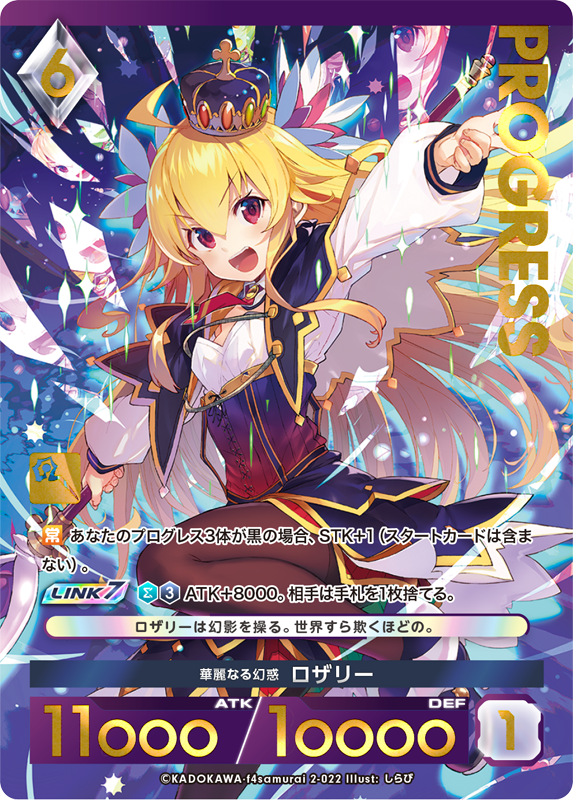 6
PROGRESS
常 あなたのプログレス3体が黒の場合、STK+1（スタートカードは含ま
ない）。
LINK 7 Σ 3 ATK+8000。相手は手札を1枚捨てる。
ロザリーは幻影を操る。世界すら欺くほどの。
華麗なる幻惑 ロザリー
ATK DEF
11000 / 10000 1
©KADOKAWA·f4samurai 2-022 Illust: しらび